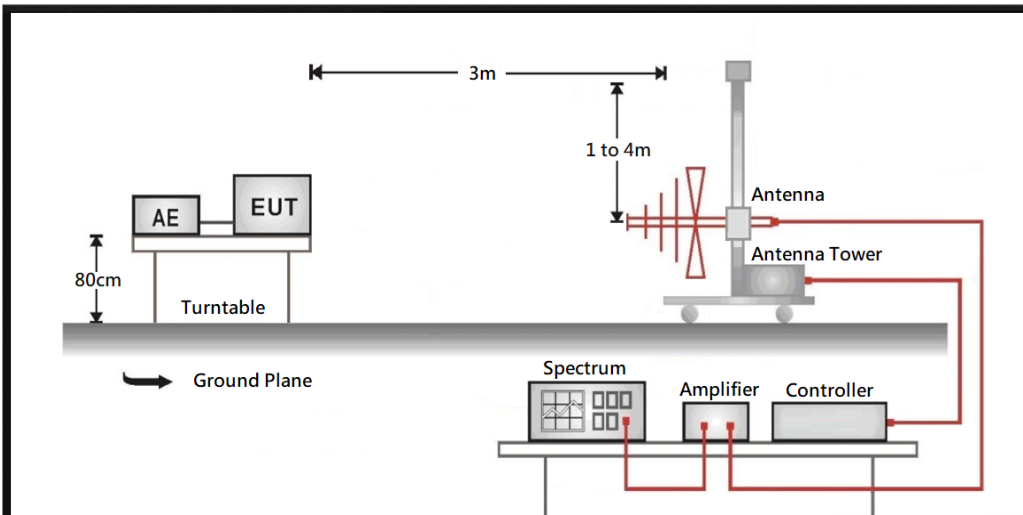 3m
1 to 4m
Antenna
AE
EUT
Antenna Tower
80cm
Turntable
Ground Plane
Spectrum
Amplifier
Controller